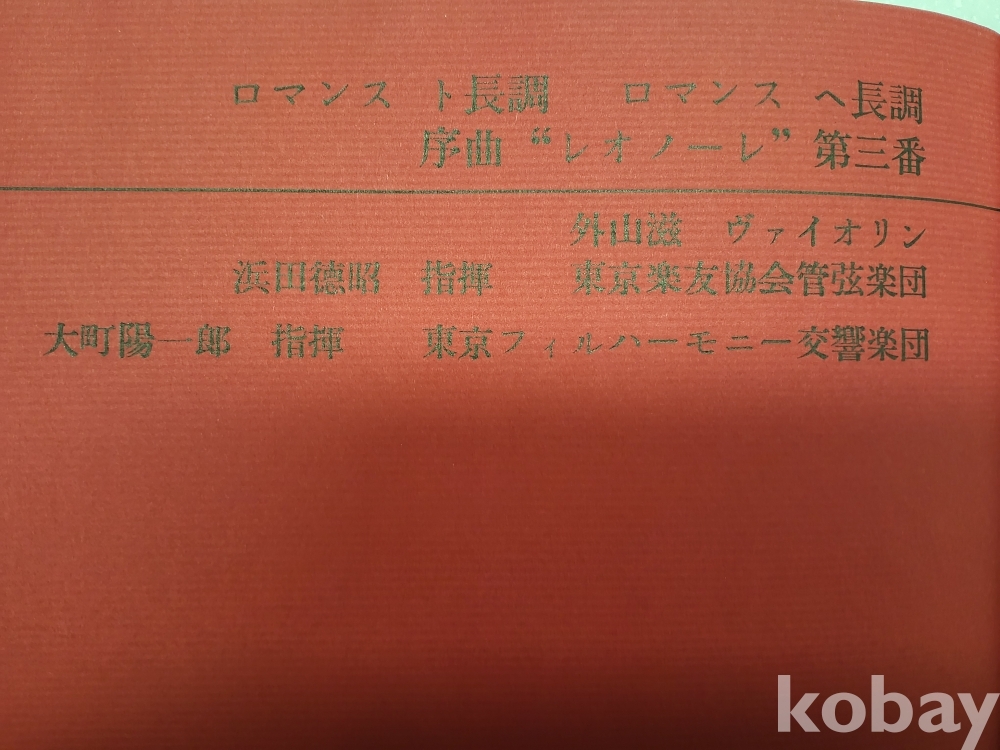 ロマンス ト長調　ロマンス ヘ長調
序曲 “レオノーレ” 第三番
外山滋　ヴァイオリン
浜田徳昭　指揮　東京楽友協会管弦楽団
大町陽一郎　指揮　東京フィルハーモニー交響楽団
kobay